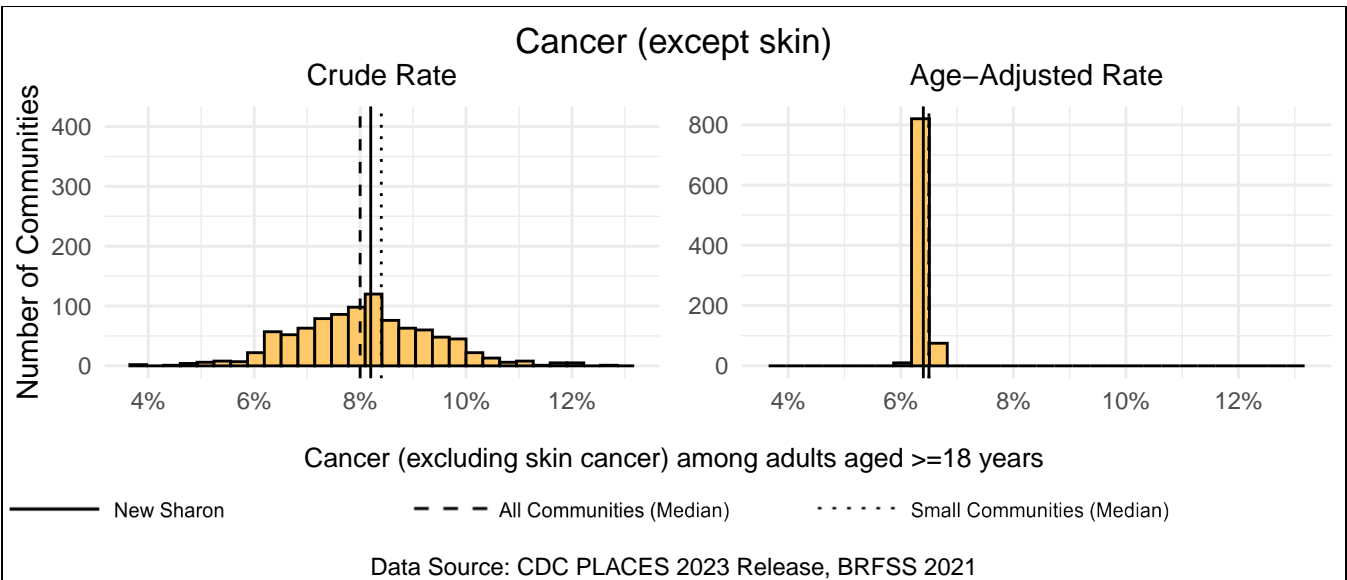 Cancer (except skin)
Crude Rate
Age−Adjusted Rate
Number of Communities
400
300
200
100
0
4%
6%
8%
10%
12%
800
600
400
200
0
4%
6%
8%
10%
12%
Cancer (excluding skin cancer) among adults aged >=18 years
New Sharon
All Communities (Median)
Small Communities (Median)
Data Source: CDC PLACES 2023 Release, BRFSS 2021